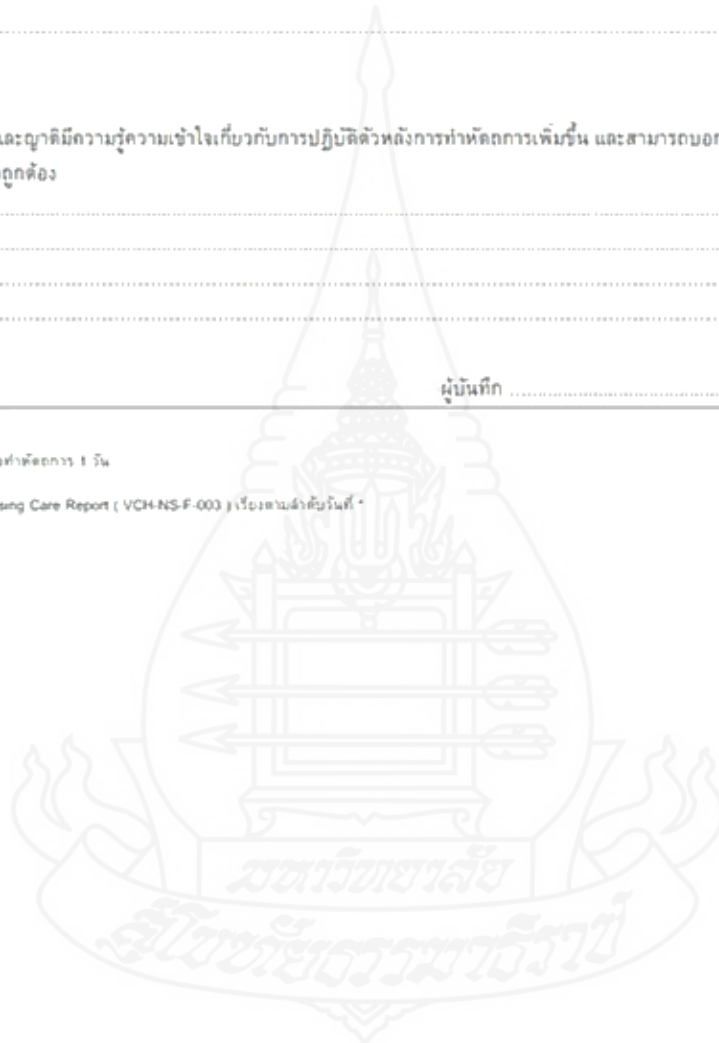 และญาติมีความรู้ความเข้าใจเกี่ยวกับการปฏิบัติตัวหลังการทำหัตถการเพิ่มขึ้น และสามารถบอก
ถูกต้อง
ผู้บันทึก
ทำหัตถการ 1 วัน
sing Care Report ( VCH-NS-F-003 ) เรียงตามลำดับวันที่ *
มหาวิทยาลัย
สุโขทัยธรรมาธิราช